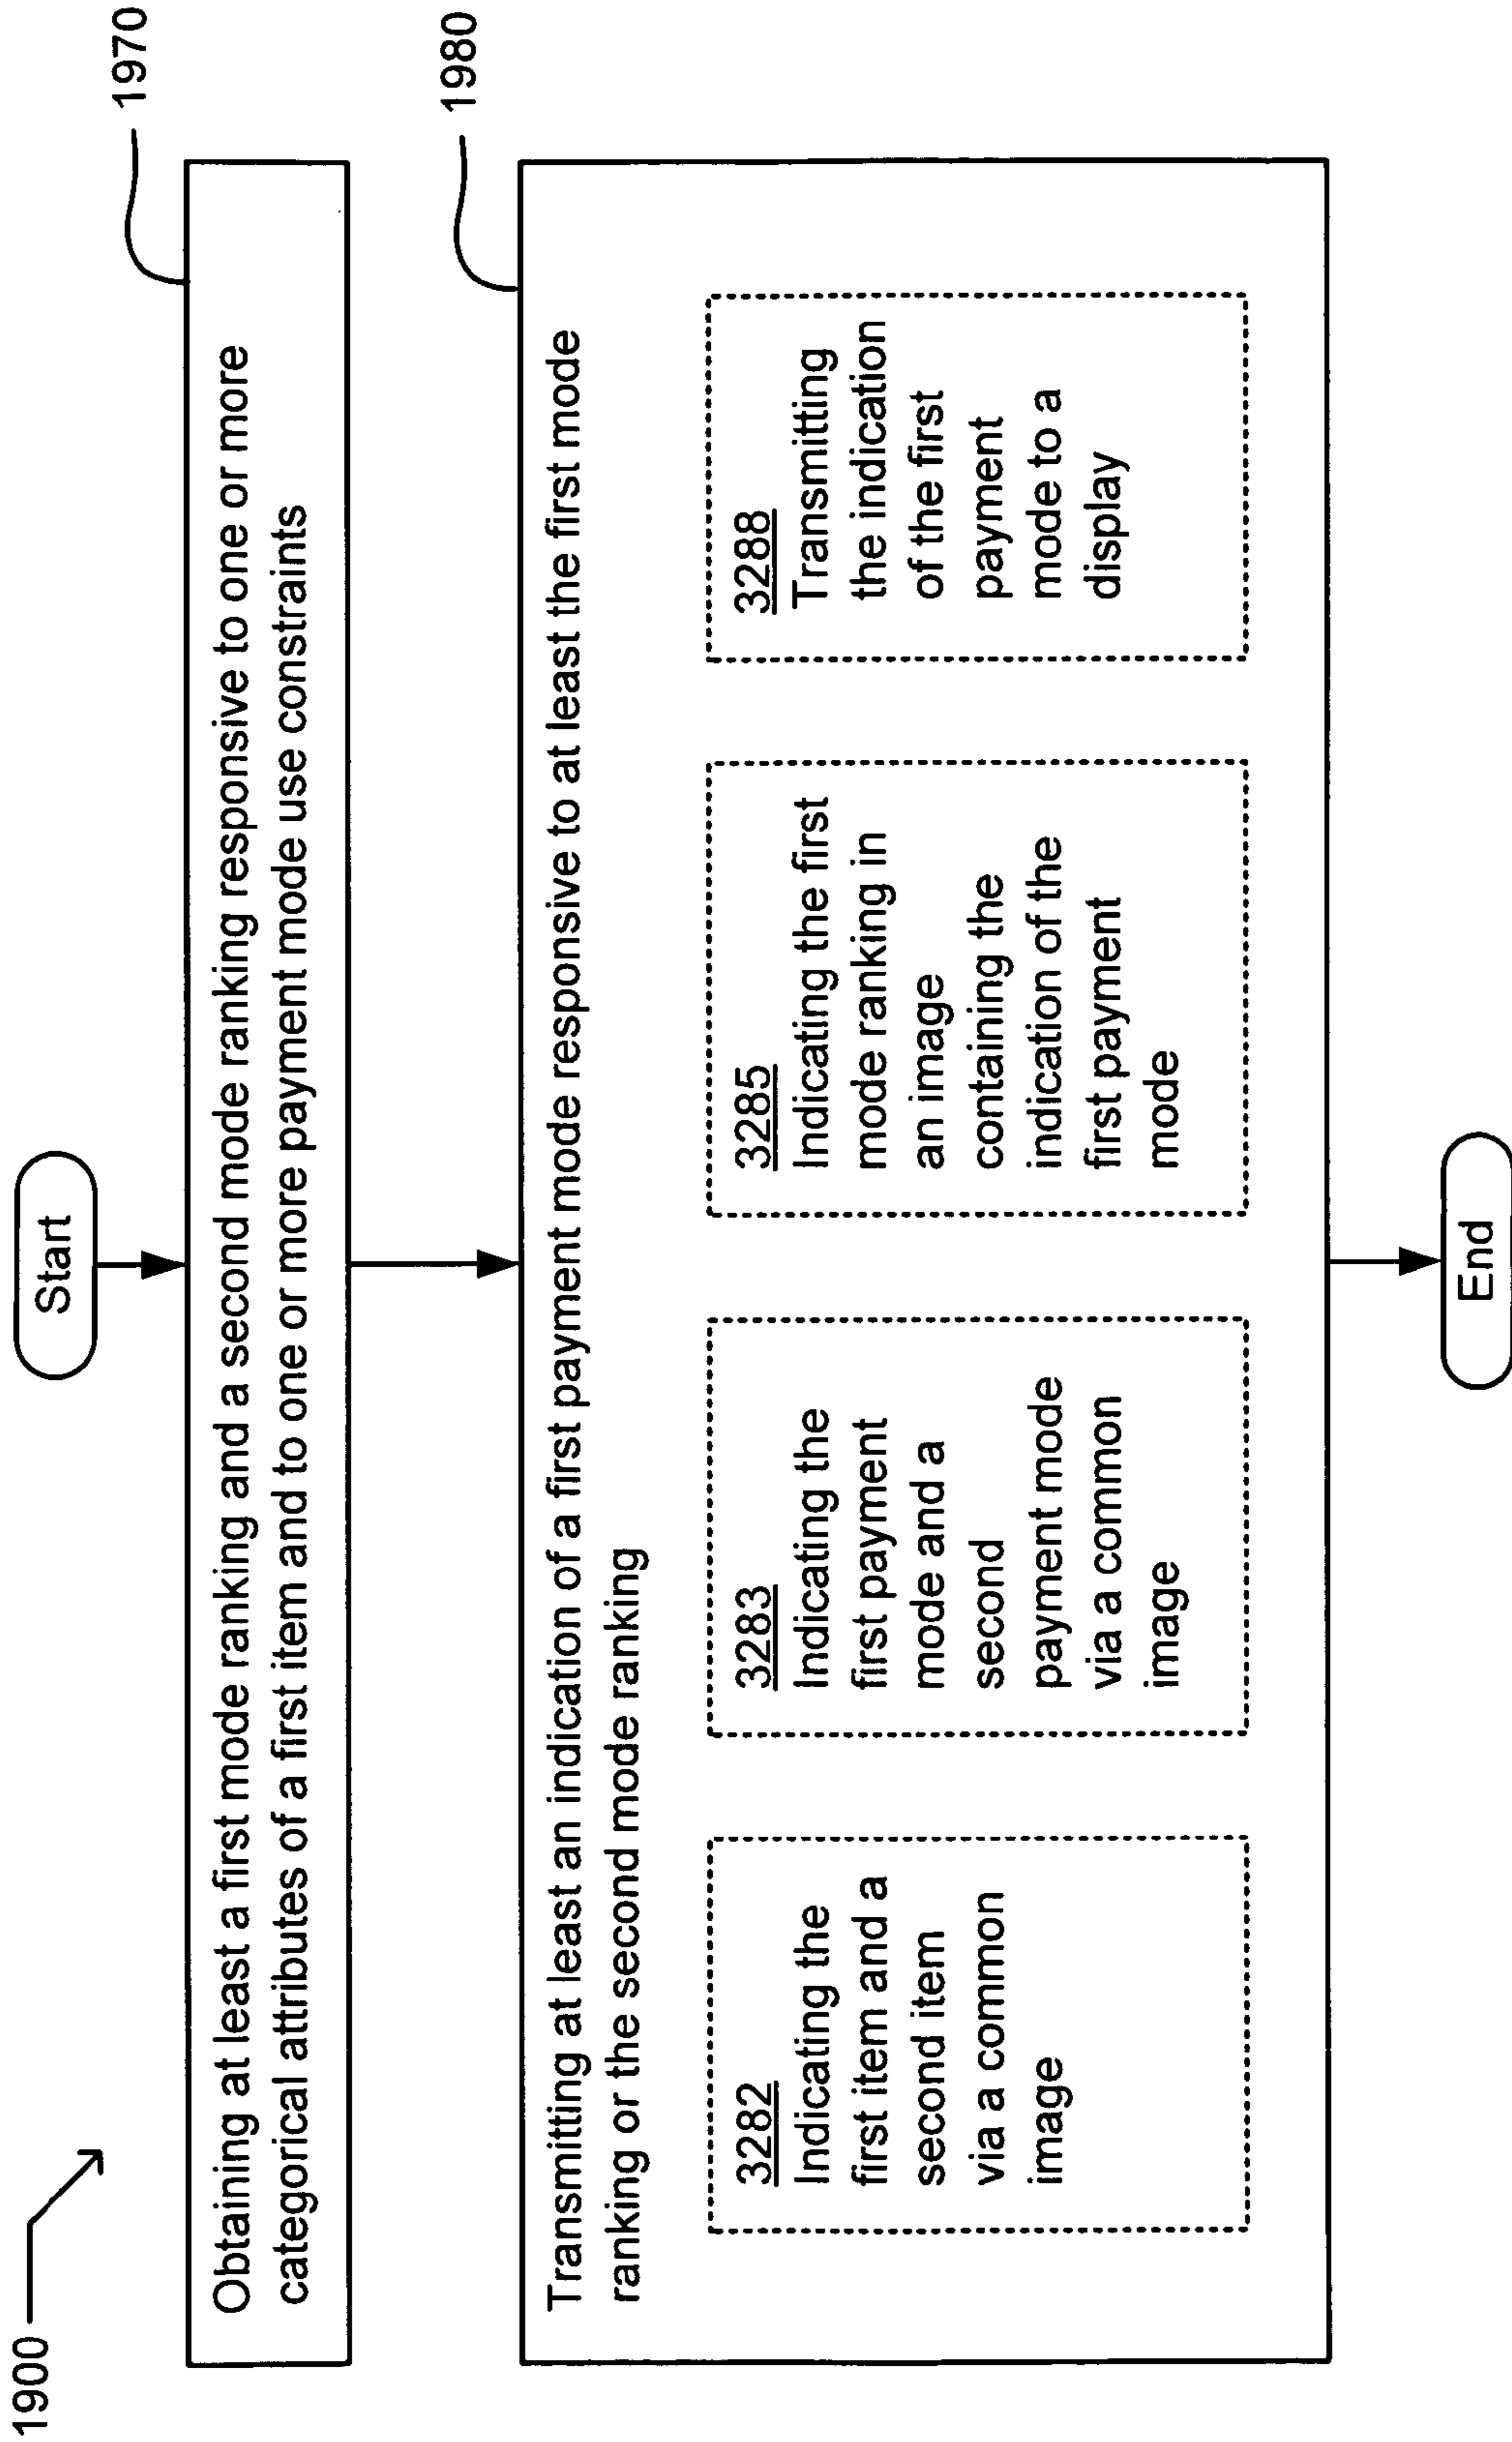 1900
Start
1970
Obtaining at least a first mode ranking and a second mode ranking responsive to one or more
categorical attributes of a first item and to one or more payment mode use constraints
1980
Transmitting at least an indication of a first payment mode responsive to at least the first mode
ranking or the second mode ranking
3282
Indicating the
first item and a
second item
via a common
image
3283
Indicating the
first payment
mode and a
second
payment mode
via a common
image
3285
Indicating the first
mode ranking in
an image
containing the
indication of the
first payment
mode
3288
Transmitting
the indication
of the first
payment
mode to a
display
End